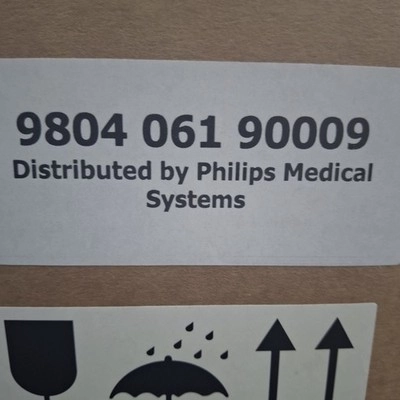 9804 061 90009
Distributed by Philips Medical
Systems